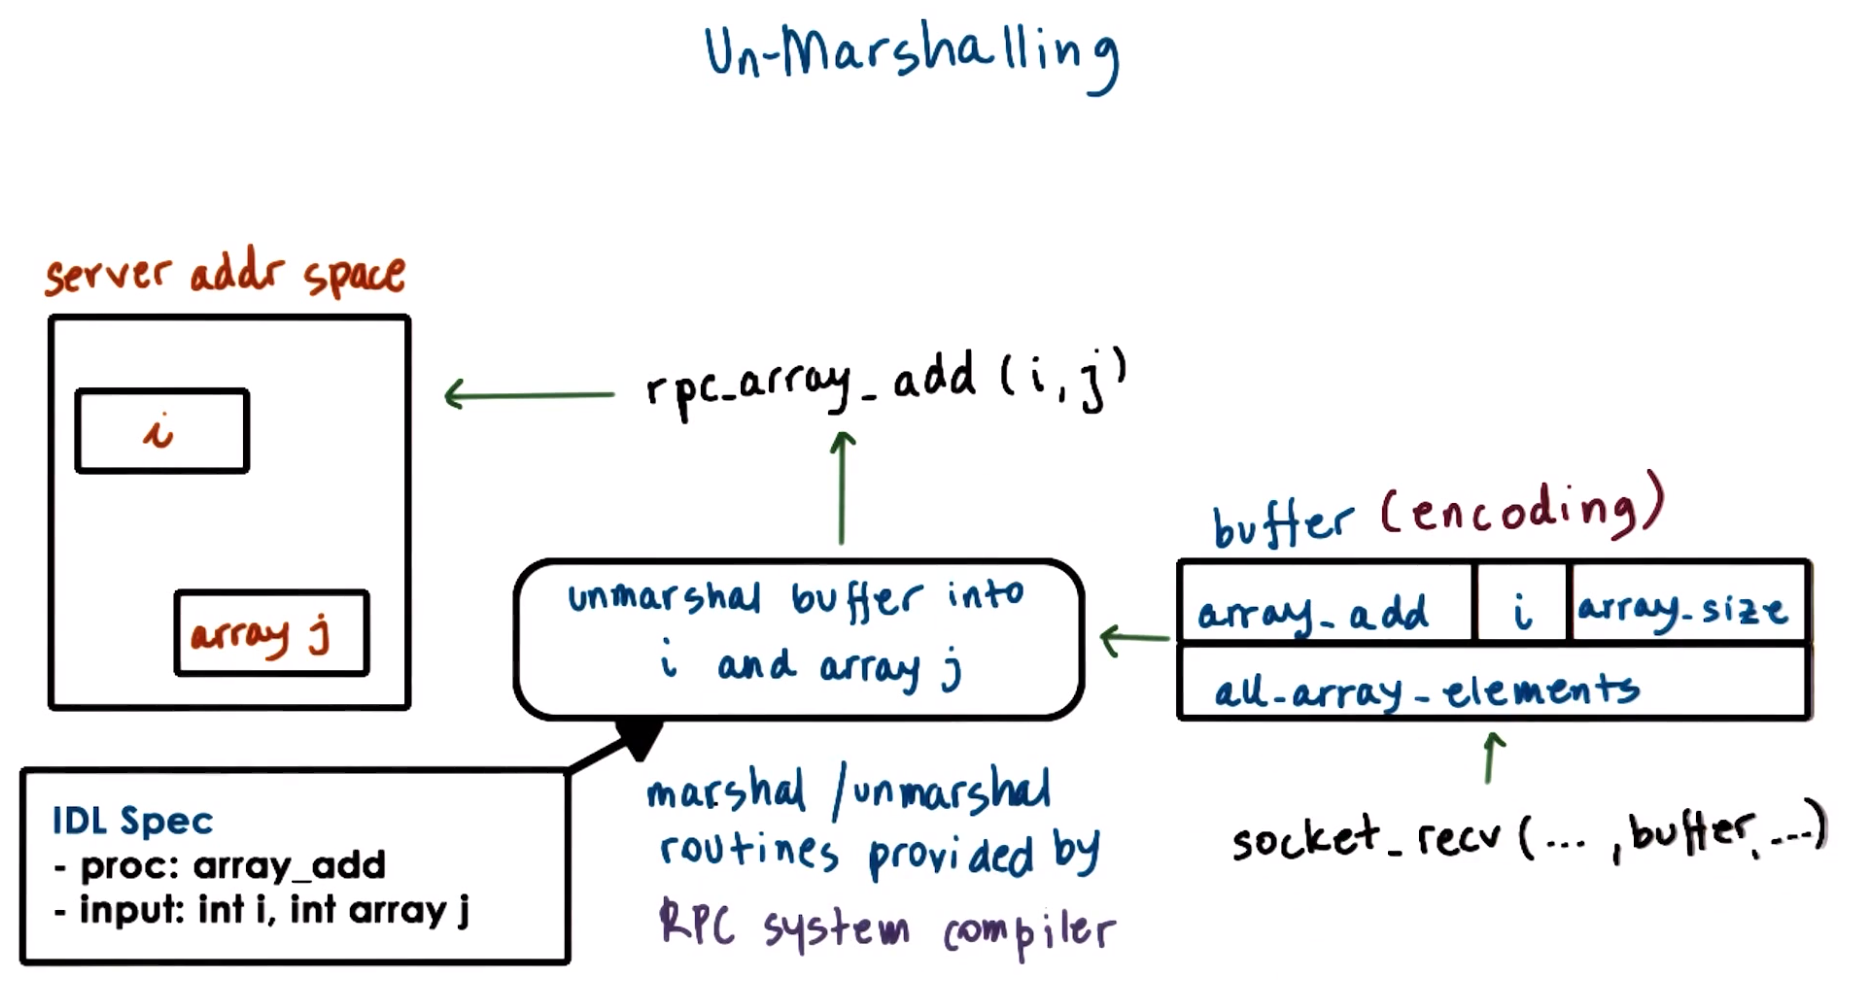 Un-Marshalling
server addr space
i
array j
rpc_array_add (i, j)
buffer (encoding)
array_add i array_size
all_array_elements
unmarshal buffer into
i and array j
socket_recv (... , buffer, ...)
marshal / unmarshal
routines provided by
RPC system compiler
IDL Spec
- proc: array_add
- input: int i, int array j